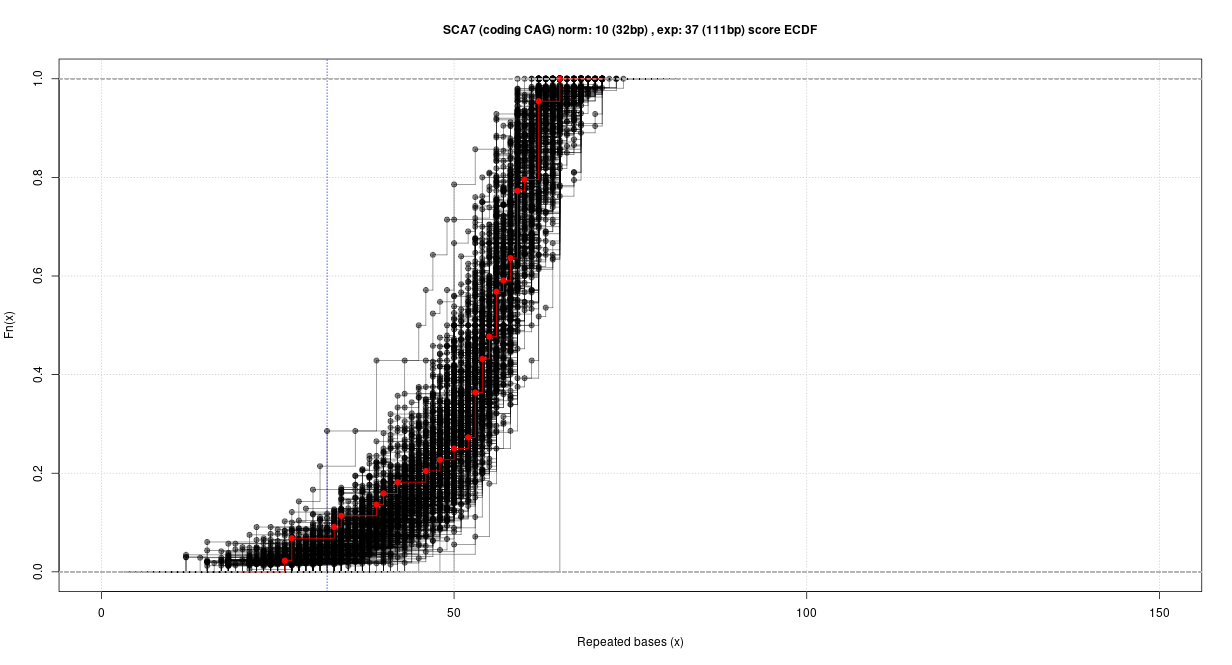 SCA7 (coding CAG) norm: 10 (32bp) , exp: 37 (111bp) score ECDF
Fn(x)
1.0
0.8
0.6
0.4
0.2
0.0
0 50 100 150
Repeated bases (x)